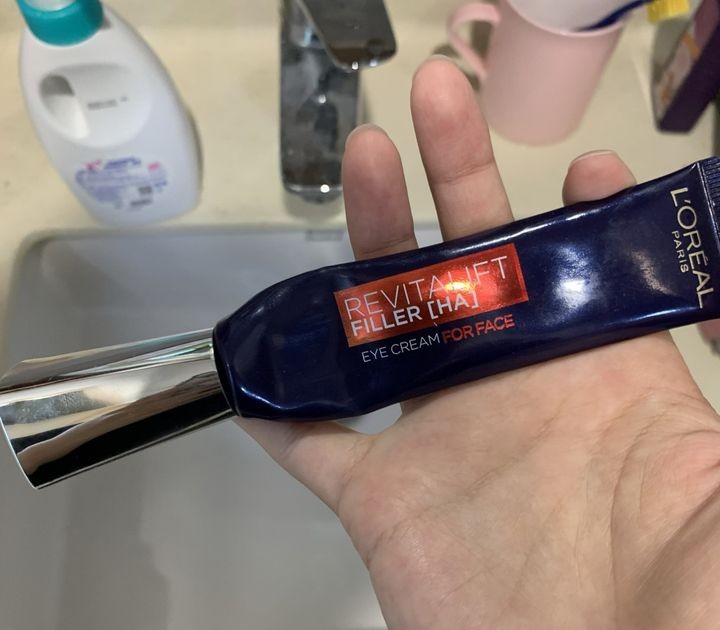 REVITALIFT
FILLER [HA]
EYE CREAM FOR FACE
L'ORÉAL
PARIS